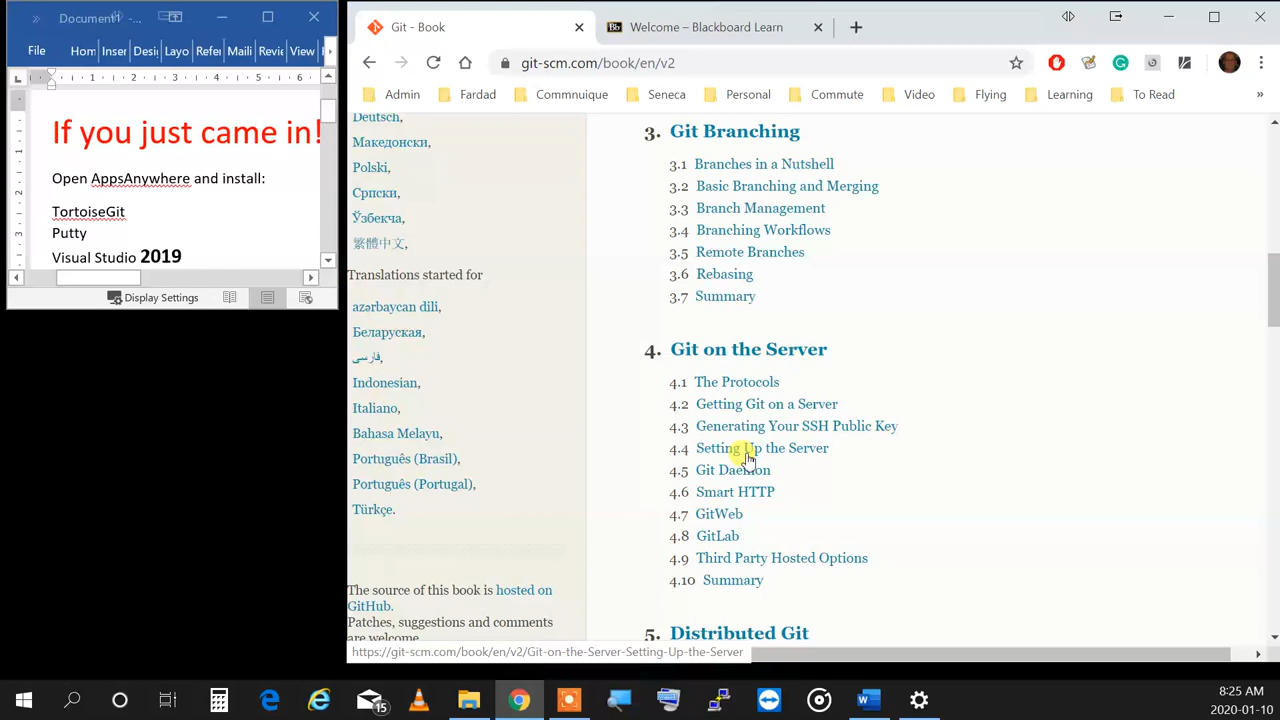 Document1 -...
File Hom Inser Desig Layo Refer Maili Revie View
1 2 3 4 5 6
If you just came in!
Open AppsAnywhere and install:
TortoiseGit
Putty
Visual Studio 2019
Display Settings
Git - Book
Welcome – Blackboard Learn
git-scm.com/book/en/v2
Admin Fardad Commnuique Seneca Personal Commute Video Flying Learning To Read »
Deutsch,
Македонски,
Polski,
Српски,
Ўзбекча,
繁體中文,
Translations started for
azərbaycan dili,
Беларуская,
فارسی,
Indonesian,
Italiano,
Bahasa Melayu,
Português (Brasil),
Português (Portugal),
Türkçe.
The source of this book is hosted on
GitHub.
Patches, suggestions and comments
are welcome.
3. Git Branching
3.1 Branches in a Nutshell
3.2 Basic Branching and Merging
3.3 Branch Management
3.4 Branching Workflows
3.5 Remote Branches
3.6 Rebasing
3.7 Summary
4. Git on the Server
4.1 The Protocols
4.2 Getting Git on a Server
4.3 Generating Your SSH Public Key
4.4 Setting Up the Server
4.5 Git Daemon
4.6 Smart HTTP
4.7 GitWeb
4.8 GitLab
4.9 Third Party Hosted Options
4.10 Summary
5. Distributed Git
https://git-scm.com/book/en/v2/Git-on-the-Server-Setting-Up-the-Server
15
8:25 AM
2020-01-10